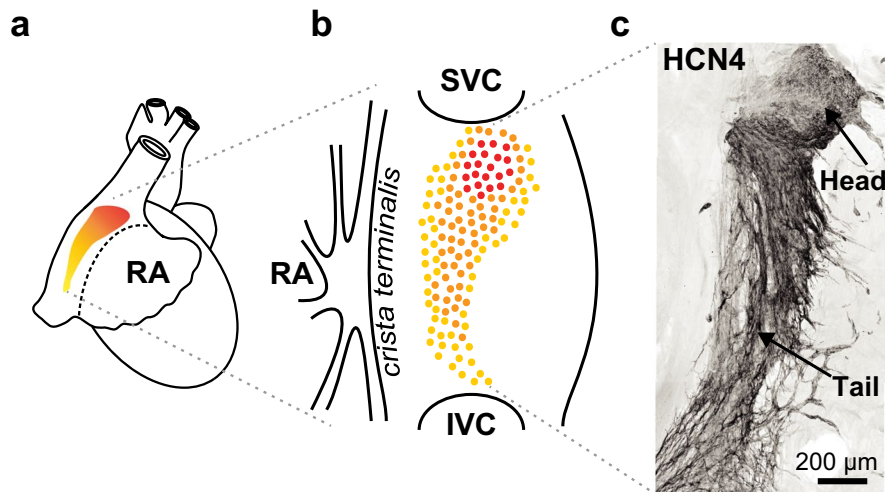 a
b
c
RA
SVC
RA
crista terminalis
IVC
HCN4
Head
Tail
200 µm